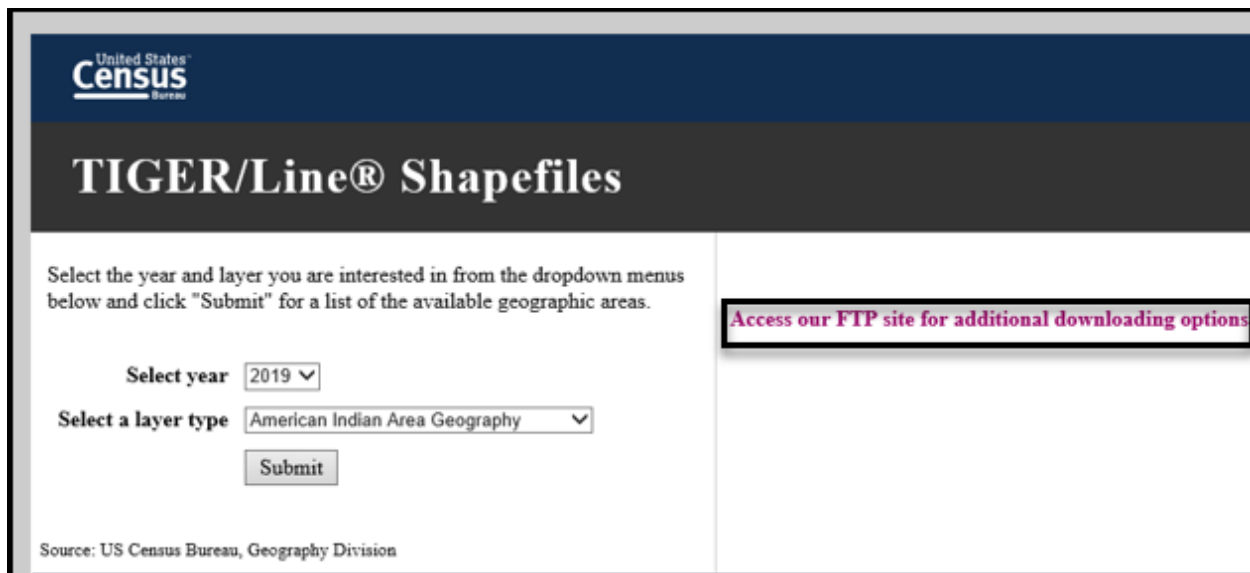 United States™
Census
Bureau
TIGER/Line® Shapefiles
Select the year and layer you are interested in from the dropdown menus
below and click "Submit" for a list of the available geographic areas.
Access our FTP site for additional downloading options
Select year 2019
Select a layer type American Indian Area Geography
Submit
Source: US Census Bureau, Geography Division